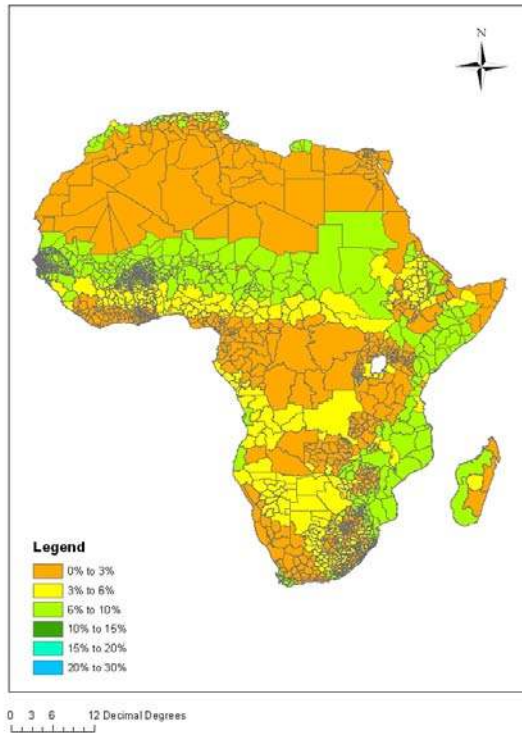 N
Legend
0% to 3%
3% to 6%
6% to 10%
10% to 15%
15% to 20%
20% to 30%
0 3 6 12 Decimal Degrees